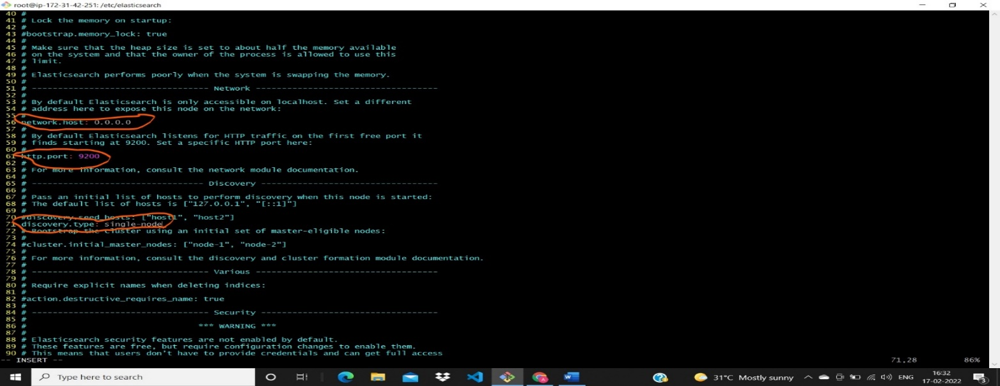 root@ip-172-31-42-251: /etc/elasticsearch
40 #
41 # Lock the memory on startup:
42 #
43 #bootstrap.memory_lock: true
44 #
45 # Make sure that the heap size is set to about half the memory available
46 # on the system and that the owner of the process is allowed to use this
47 # limit.
48 #
49 # Elasticsearch performs poorly when the system is swapping the memory.
50 #
51 # ---------------------------------- Network -----------------------------------
52 #
53 # By default Elasticsearch is only accessible on localhost. Set a different
54 # address here to expose this node on the network:
55 #
56 network.host: 0.0.0.0
57 #
58 # By default Elasticsearch listens for HTTP traffic on the first free port it
59 # finds starting at 9200. Set a specific HTTP port here:
60 #
61 http.port: 9200
62 #
63 # For more information, consult the network module documentation.
64 #
65 # --------------------------------- Discovery ----------------------------------
66 #
67 # Pass an initial list of hosts to perform discovery when this node is started:
68 # The default list of hosts is ["127.0.0.1", "[::1]"]
69 #
70 #discovery.seed_hosts: ["host1", "host2"]
71 discovery.type: single-node
72 # Bootstrap the cluster using an initial set of master-eligible nodes:
73 #
74 #cluster.initial_master_nodes: ["node-1", "node-2"]
75 #
76 # For more information, consult the discovery and cluster formation module documentation.
77 #
78 # ---------------------------------- Various -----------------------------------
79 #
80 # Require explicit names when deleting indices:
81 #
82 #action.destructive_requires_name: true
83 #
84 # ---------------------------------- Security ----------------------------------
85 #
86 # *** WARNING ***
87 #
88 # Elasticsearch security features are not enabled by default.
89 # These features are free, but require configuration changes to enable them.
90 # This means that users don't have to provide credentials and can get full access
-- INSERT -- 71,28 86%
Type here to search 31°C Mostly sunny ENG 16:32
17-02-2022 3